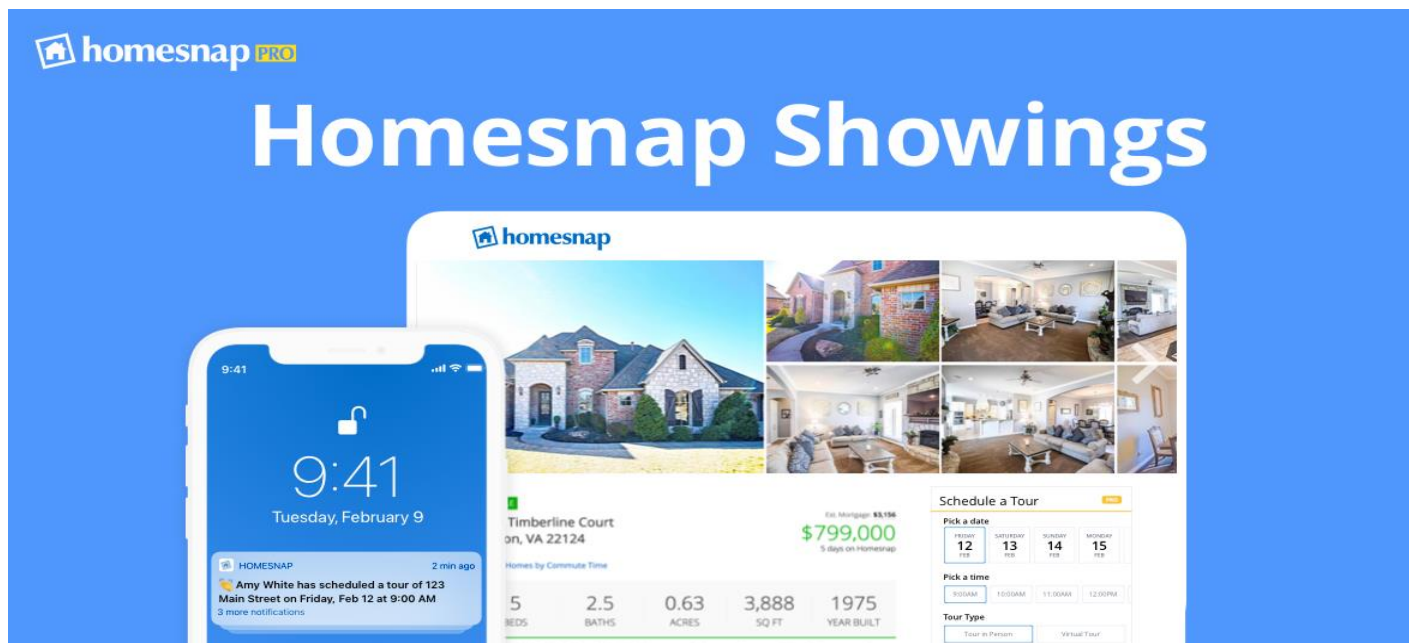 homesnap PRO
Homesnap Showings
homesnap
9:41
9:41
Tuesday, February 9
HOMESNAP 2 min ago
Amy White has scheduled a tour of 123
Main Street on Friday, Feb 12 at 9:00 AM
3 more notifications
Timberline Court
on, VA 22124
Homes by Commute Time
Est. Mortgage: $3,156
$799,000
5 days on Homesnap
5 2.5 0.63 3,888 1975
BEDS BATHS ACRES SQ FT YEAR BUILT
Schedule a Tour PRO
Pick a date
FRIDAY SATURDAY SUNDAY MONDAY
12 13 14 15
FEB FEB FEB FEB
Pick a time
9:00AM 10:00AM 11:00AM 12:00PM
Tour Type
Tour in Person Virtual Tour